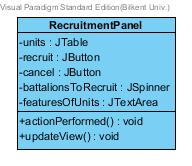 Visual Paradigm Standard Edition(Bilkent Univ.)
RecruitmentPanel
-units : JTable
-recruit : JButton
-cancel : JButton
-battalionsToRecruit : JSpinner
-featuresOfUnits : JTextArea
+actionPerformed() : void
+updateView() : void